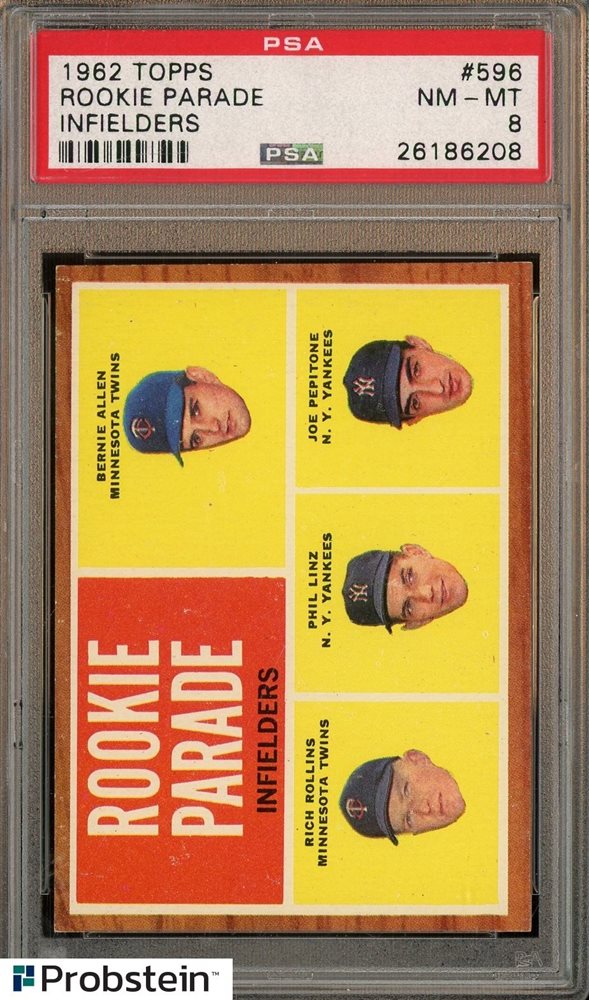 PSA
1962 TOPPS #596
ROOKIE PARADE NM - MT
INFIELDERS 8
PSA 26186208
BERNIE ALLEN
MINNESOTA TWINS
JOE PEPITONE
N. Y. YANKEES
PHIL LINZ
N. Y. YANKEES
RICH ROLLINS
MINNESOTA TWINS
ROOKIE
PARADE
INFIELDERS
Probstein™